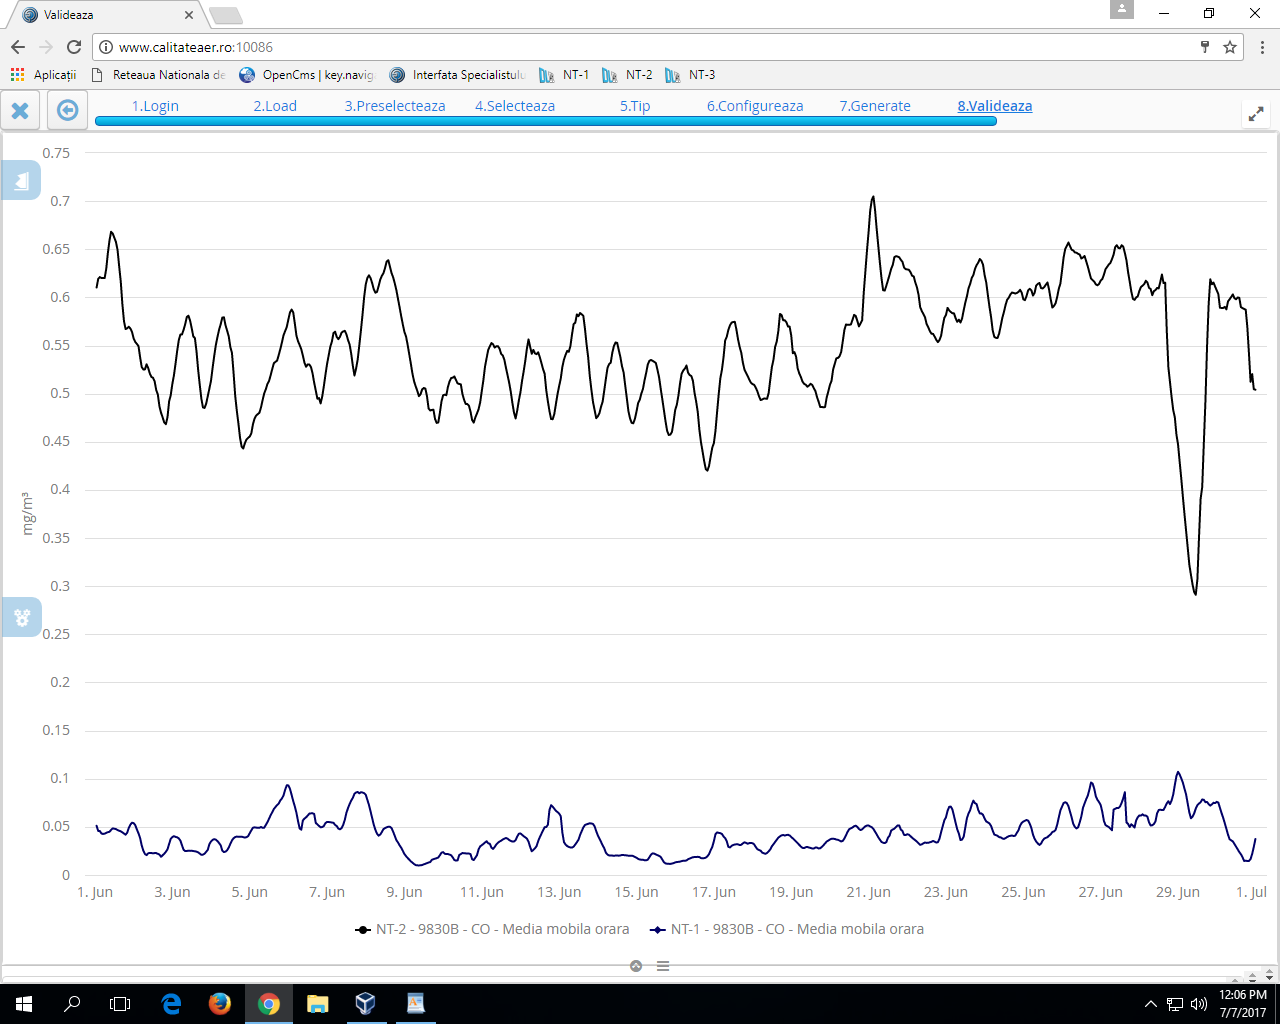 Valideaza
www.calitateaer.ro:10086
Aplicații
Reteaua Nationala de
OpenCms | key.navig
Interfata Specialistulu
NT-1
NT-2
NT-3
1.Login
2.Load
3.Preselecteaza
4.Selecteaza
5.Tip
6.Configureaza
7.Generate
8.Valideaza
0.75
0.7
0.65
0.6
0.55
0.5
0.45
0.4
0.35
0.3
0.25
0.2
0.15
0.1
0.05
0
mg/m³
1. Jun
3. Jun
5. Jun
7. Jun
9. Jun
11. Jun
13. Jun
15. Jun
17. Jun
19. Jun
21. Jun
23. Jun
25. Jun
27. Jun
29. Jun
1. Jul
NT-2 - 9830B - CO - Media mobila orara
NT-1 - 9830B - CO - Media mobila orara
12:06 PM
7/7/2017